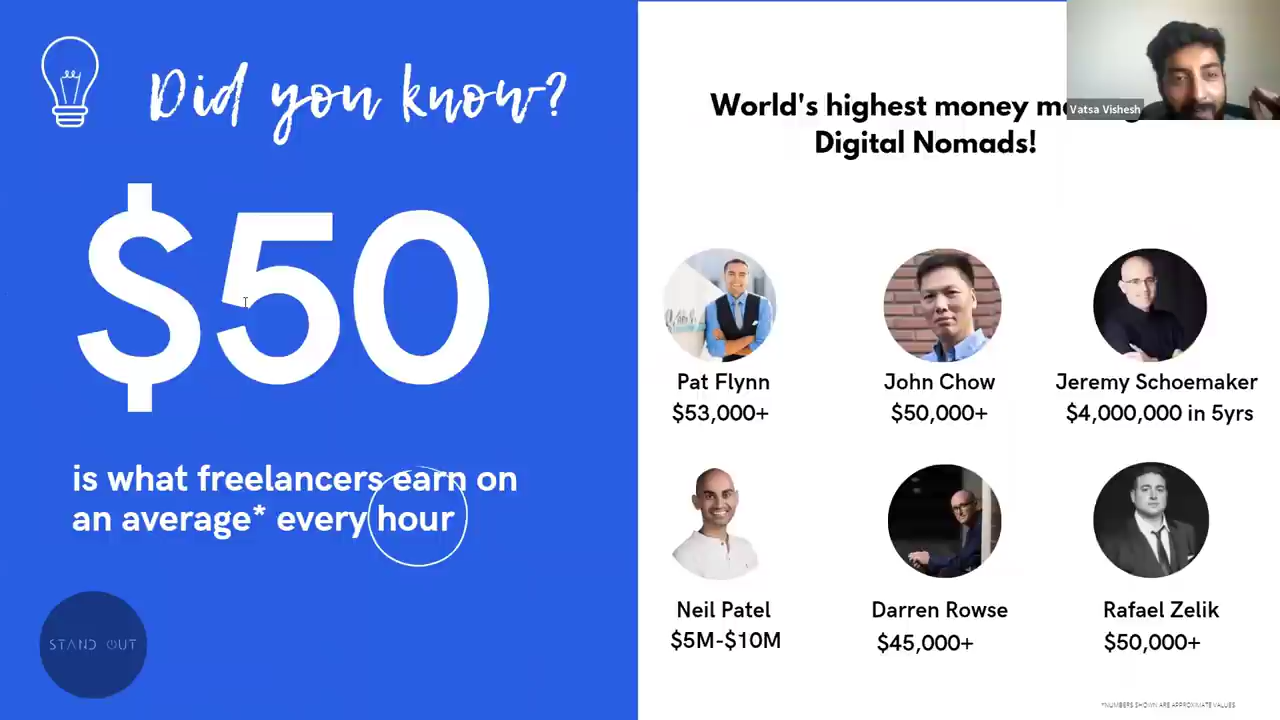 Did you know?
$50
is what freelancers earn on
an average* every hour
STAND OUT
World's highest money
Digital Nomads!
Vatsa Vishesh
Pat Flynn
$53,000+
John Chow
$50,000+
Jeremy Schoemaker
$4,000,000 in 5yrs
Neil Patel
$5M-$10M
Darren Rowse
$45,000+
Rafael Zelik
$50,000+
*NUMBERS SHOWN ARE APPROXIMATE VALUES